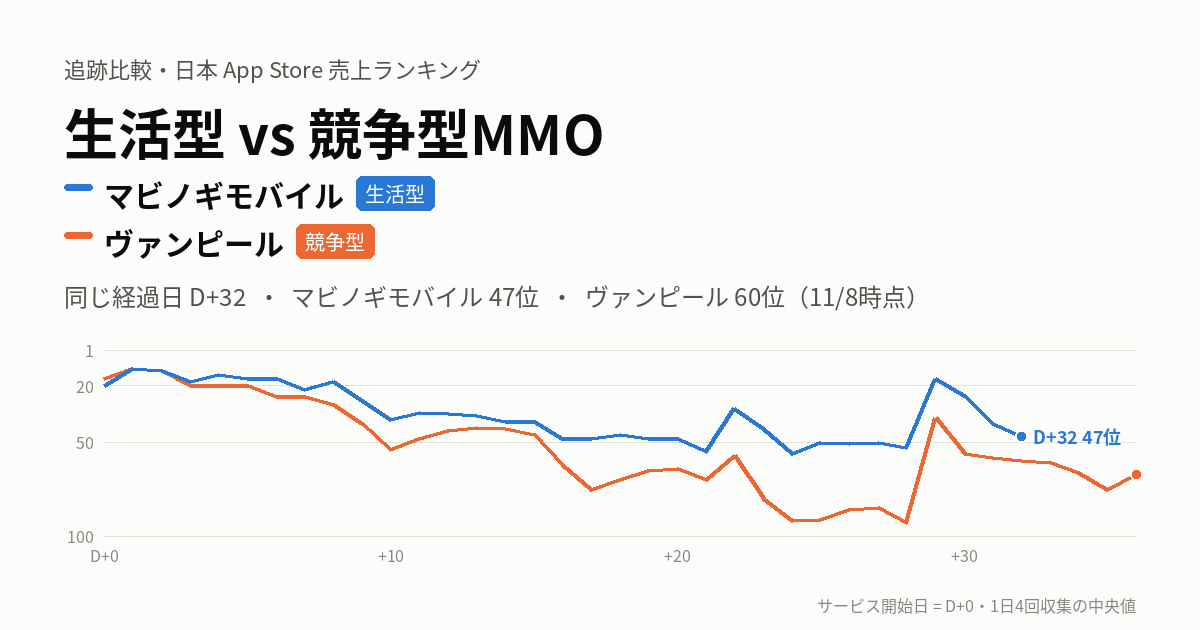 追跡比較・日本 App Store 売上ランキング
生活型 vs 競争型MMO
マビノギモバイル 生活型
ヴァンピール 競争型
同じ経過日 D+32 ・ マビノギモバイル 47位 ・ ヴァンピール 60位（11/8時点）
1
20
50
D+32 47位
100
D+0 +10 +20 +30
サービス開始日 = D+0・1日4回収集の中央値